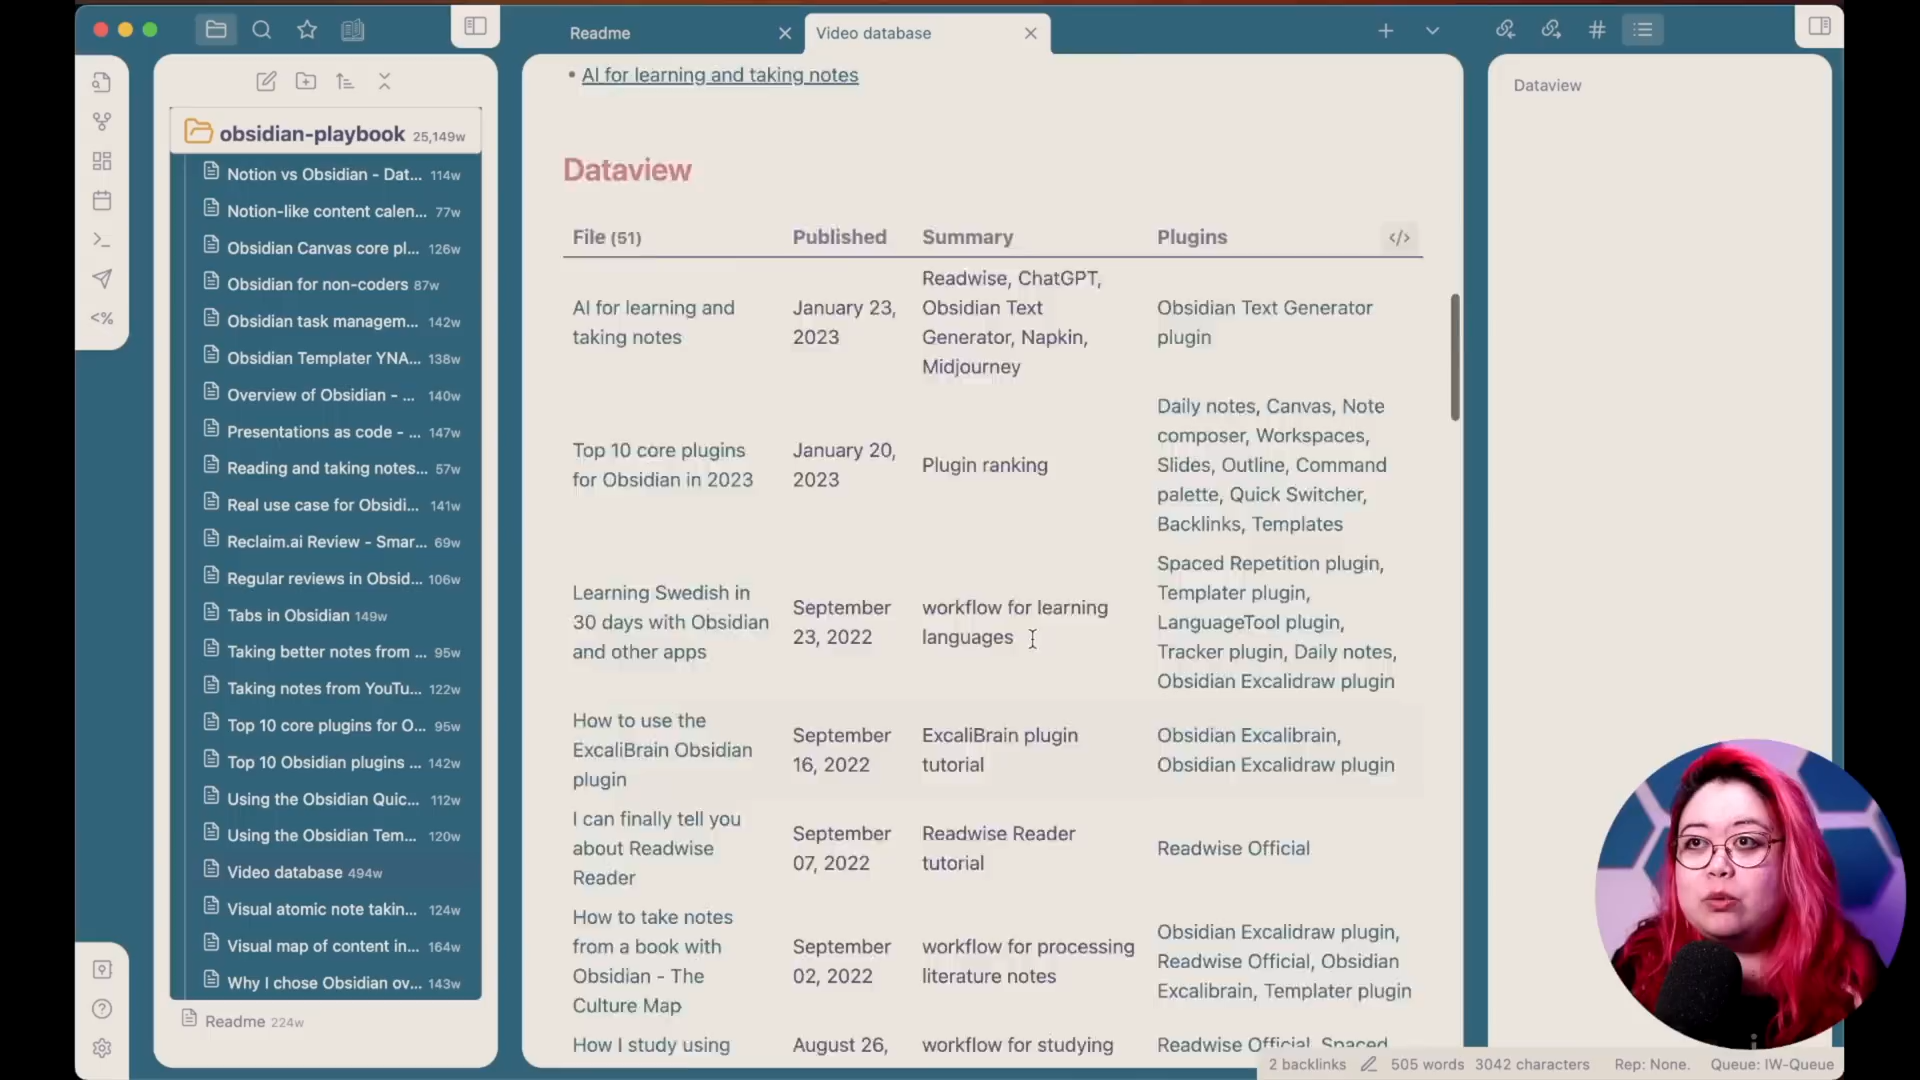 Readme
Video database
obsidian-playbook 25,149w
Notion vs Obsidian - Dat... 114w
Notion-like content calen... 77w
Obsidian Canvas core pl... 126w
Obsidian for non-coders 87w
Obsidian task managem... 142w
Obsidian Templater YNA... 138w
Overview of Obsidian - ... 140w
Presentations as code - ... 147w
Reading and taking notes... 57w
Real use case for Obsidi... 141w
Reclaim.ai Review - Smar... 69w
Regular reviews in Obsid... 106w
Tabs in Obsidian 149w
Taking better notes from ... 95w
Taking notes from YouTu... 122w
Top 10 core plugins for O... 95w
Top 10 Obsidian plugins ... 142w
Using the Obsidian Quic... 112w
Using the Obsidian Tem... 120w
Video database 494w
Visual atomic note takin... 124w
Visual map of content in... 164w
Why I chose Obsidian ov... 143w
Readme 224w
• AI for learning and taking notes
Dataview
File (51) Published Summary Plugins </>
AI for learning and
taking notes
January 23,
2023
Readwise, ChatGPT,
Obsidian Text
Generator, Napkin,
Midjourney
Obsidian Text Generator
plugin
Top 10 core plugins
for Obsidian in 2023
January 20,
2023
Plugin ranking
Daily notes, Canvas, Note
composer, Workspaces,
Slides, Outline, Command
palette, Quick Switcher,
Backlinks, Templates
Learning Swedish in
30 days with Obsidian
and other apps
September
23, 2022
workflow for learning
languages
Spaced Repetition plugin,
Templater plugin,
LanguageTool plugin,
Tracker plugin, Daily notes,
Obsidian Excalidraw plugin
How to use the
ExcaliBrain Obsidian
plugin
September
16, 2022
ExcaliBrain plugin
tutorial
Obsidian Excalibrain,
Obsidian Excalidraw plugin
I can finally tell you
about Readwise
Reader
September
07, 2022
Readwise Reader
tutorial
Readwise Official
How to take notes
from a book with
Obsidian - The
Culture Map
September
02, 2022
workflow for processing
literature notes
Obsidian Excalidraw plugin,
Readwise Official, Obsidian
Excalibrain, Templater plugin
How I study using
August 26,
workflow for studying
Readwise Official, Spaced
Dataview
2 backlinks 505 words 3042 characters Rep: None. Queue: IW-Queue